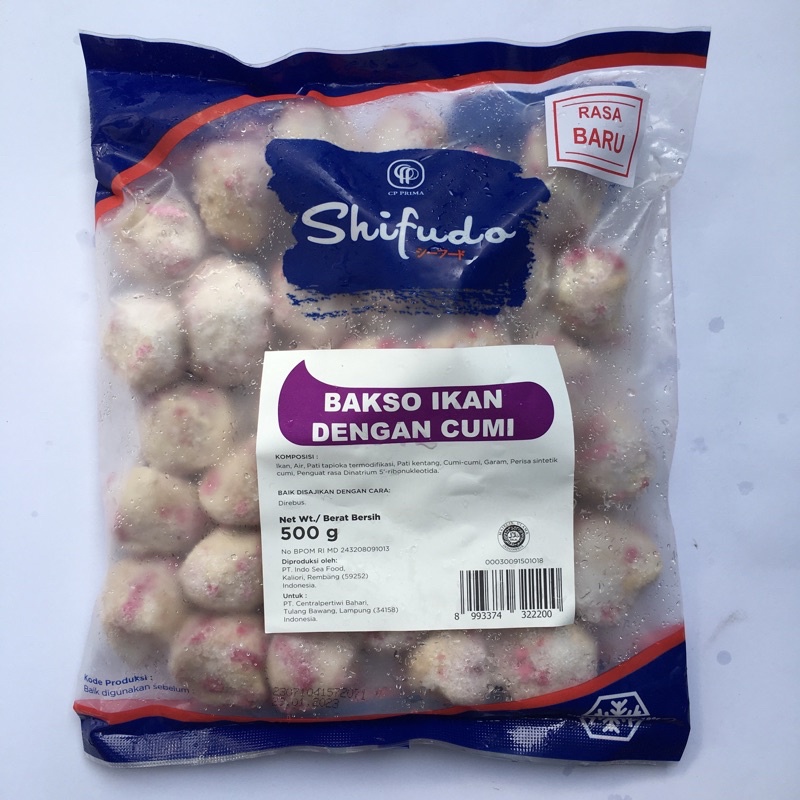 RASA
BARU
CP PRIMA
Shifudo
シーフード
BAKSO IKAN
DENGAN CUMI
KOMPOSISI :
Ikan, Air, Pati tapioka termodifikasi, Pati kentang, Cumi-cumi, Garam, Perisa sintetik
cumi, Penguat rasa Dinatrium 5'-ribonukleotida.
BAIK DISAJIKAN DENGAN CARA:
Direbus
Net Wt./ Berat Bersih
500 g
No BPOM RI MD 243208091013
Diproduksi oleh:
PT. Indo Sea Food,
Kaliori, Rembang (59252)
Indonesia.
Untuk :
PT. Centralpertiwi Bahari,
Tulang Bawang, Lampung (34158)
Indonesia.
00030091501018
8 993374 322200
Kode Produksi :
Baik digunakan sebelum :